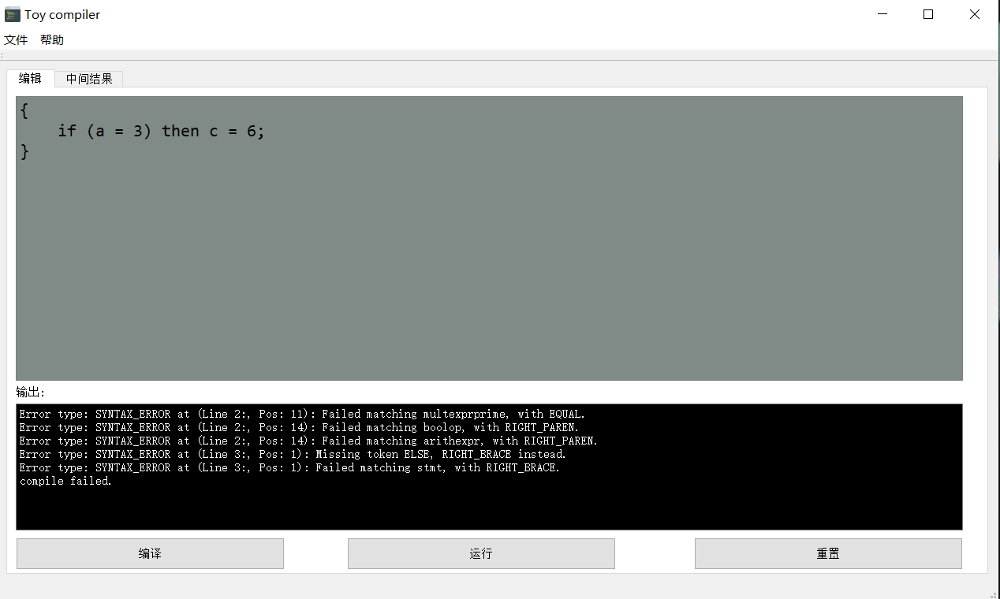 Toy compiler
文件 帮助
编辑 中间结果
{
    if (a = 3) then c = 6;
}
输出:
Error type: SYNTAX_ERROR at (Line 2:, Pos: 11): Failed matching multexprprime, with EQUAL.
Error type: SYNTAX_ERROR at (Line 2:, Pos: 14): Failed matching boolop, with RIGHT_PAREN.
Error type: SYNTAX_ERROR at (Line 2:, Pos: 14): Failed matching arithexpr, with RIGHT_PAREN.
Error type: SYNTAX_ERROR at (Line 3:, Pos: 1): Missing token ELSE, RIGHT_BRACE instead.
Error type: SYNTAX_ERROR at (Line 3:, Pos: 1): Failed matching stmt, with RIGHT_BRACE.
compile failed.
编译 运行 重置